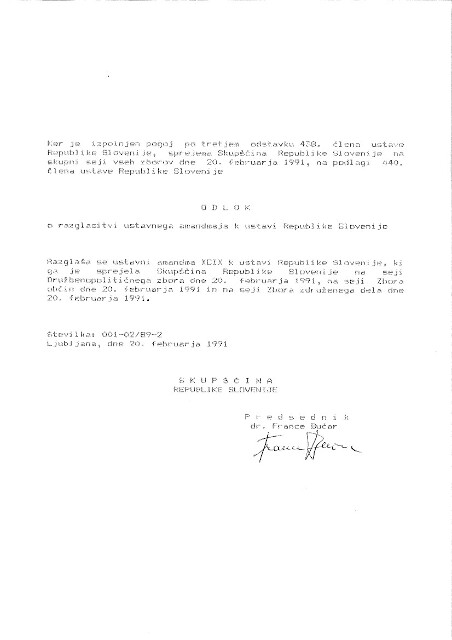 Ker je izpolnjen pogoj po tretjem odstavku 438. člena ustave
Republike Slovenije, sprejema Skupščina Republike Slovenije na
skupni seji vseh zborov dne 20. februarja 1991, na podlagi 440.
člena ustave Republike Slovenije
O D L O K
o razglasitvi ustavnega amandmaja k ustavi Republike Slovenije
Razglaša se ustavni amandma XCIX k ustavi Republike Slovenije, ki
ga je sprejela Skupščina Republike Slovenije na seji
Družbenopolitičnega zbora dne 20. februarja 1991, na seji Zbora
občin dne 20. februarja 1991 in na seji Zbora združenega dela dne
20. februarja 1991.
Številka: 001-02/89-2
Ljubljana, dne 20. februarja 1991
S K U P Š Č I N A
REPUBLIKE SLOVENIJE
P r e d s e d n i k
dr. France Bučar